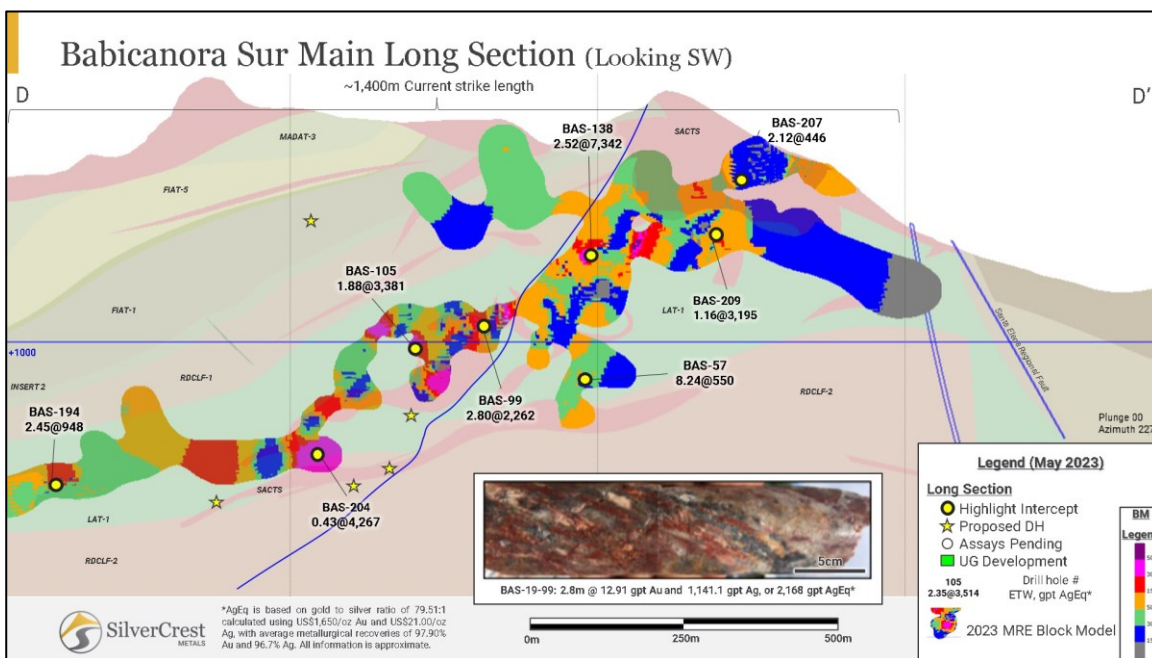 Babicanora Sur Main Long Section (Looking SW)
D
~1,400m Current strike length
D'
MADAT-3
SACTS
BAS-138
2.52@7,342
BAS-207
2.12@446
FIAT-5
BAS-105
1.88@3,381
BAS-209
1.16@3,195
LAT-1
FIAT-1
+1000
Santa Elena Regional Fault
RDCLF-1
INSERT 2
BAS-57
8.24@550
RDCLF-2
BAS-99
2.80@2,262
BAS-194
2.45@948
Plunge 00
Azimuth 227
SACTS
BAS-204
0.43@4,267
LAT-1
RDCLF-2
5cm
BAS-19-99: 2.8m @ 12.91 gpt Au and 1,141.1 gpt Ag, or 2,168 gpt AgEq*
Legend (May 2023)
Long Section
Highlight Intercept
Proposed DH
Assays Pending
UG Development
105
2.35@3,514
Drill hole #
ETW, gpt AgEq*
2023 MRE Block Model
BM
SilverCrest
METALS
*AgEq is based on gold to silver ratio of 79.51:1
calculated using US$1,650/oz Au and US$21.00/oz
Ag, with average metallurgical recoveries of 97.90%
Au and 96.7% Ag. All information is approximate.
0m
250m
500m